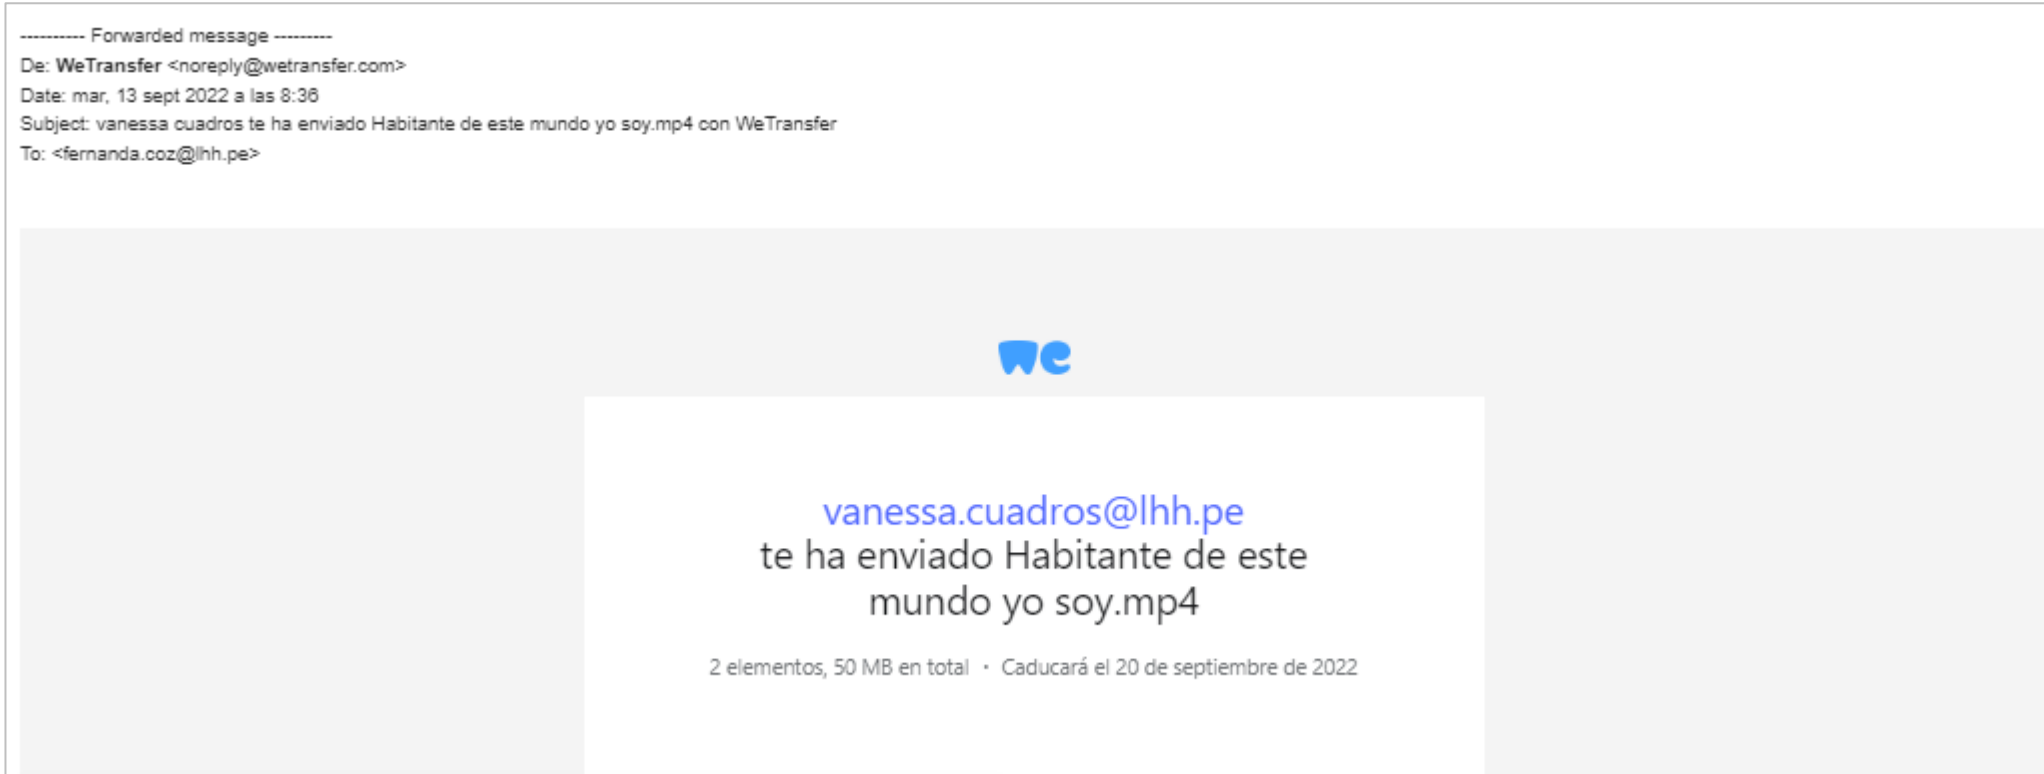 ---------- Forwarded message ---------
De: WeTransfer <noreply@wetransfer.com>
Date: mar, 13 sept 2022 a las 8:36
Subject: vanessa cuadros te ha enviado Habitante de este mundo yo soy.mp4 con WeTransfer
To: <fernanda.coz@lhh.pe>
we
vanessa.cuadros@lhh.pe
te ha enviado Habitante de este
mundo yo soy.mp4
2 elementos, 50 MB en total · Caducará el 20 de septiembre de 2022